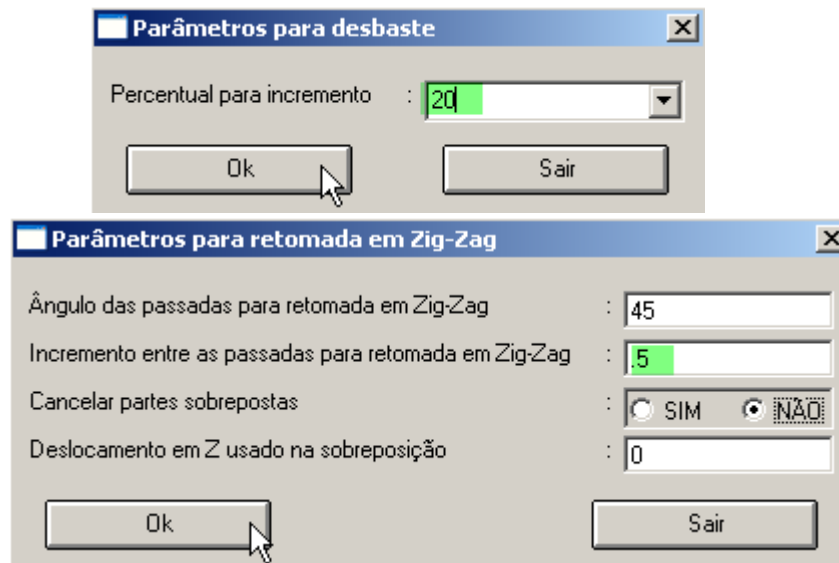 Parâmetros para desbaste
Percentual para incremento : 20
Ok Sair
Parâmetros para retomada em Zig-Zag
Ângulo das passadas para retomada em Zig-Zag : 45
Incremento entre as passadas para retomada em Zig-Zag : .5
Cancelar partes sobrepostas : SIM NÃO
Deslocamento em Z usado na sobreposição : 0
Ok Sair